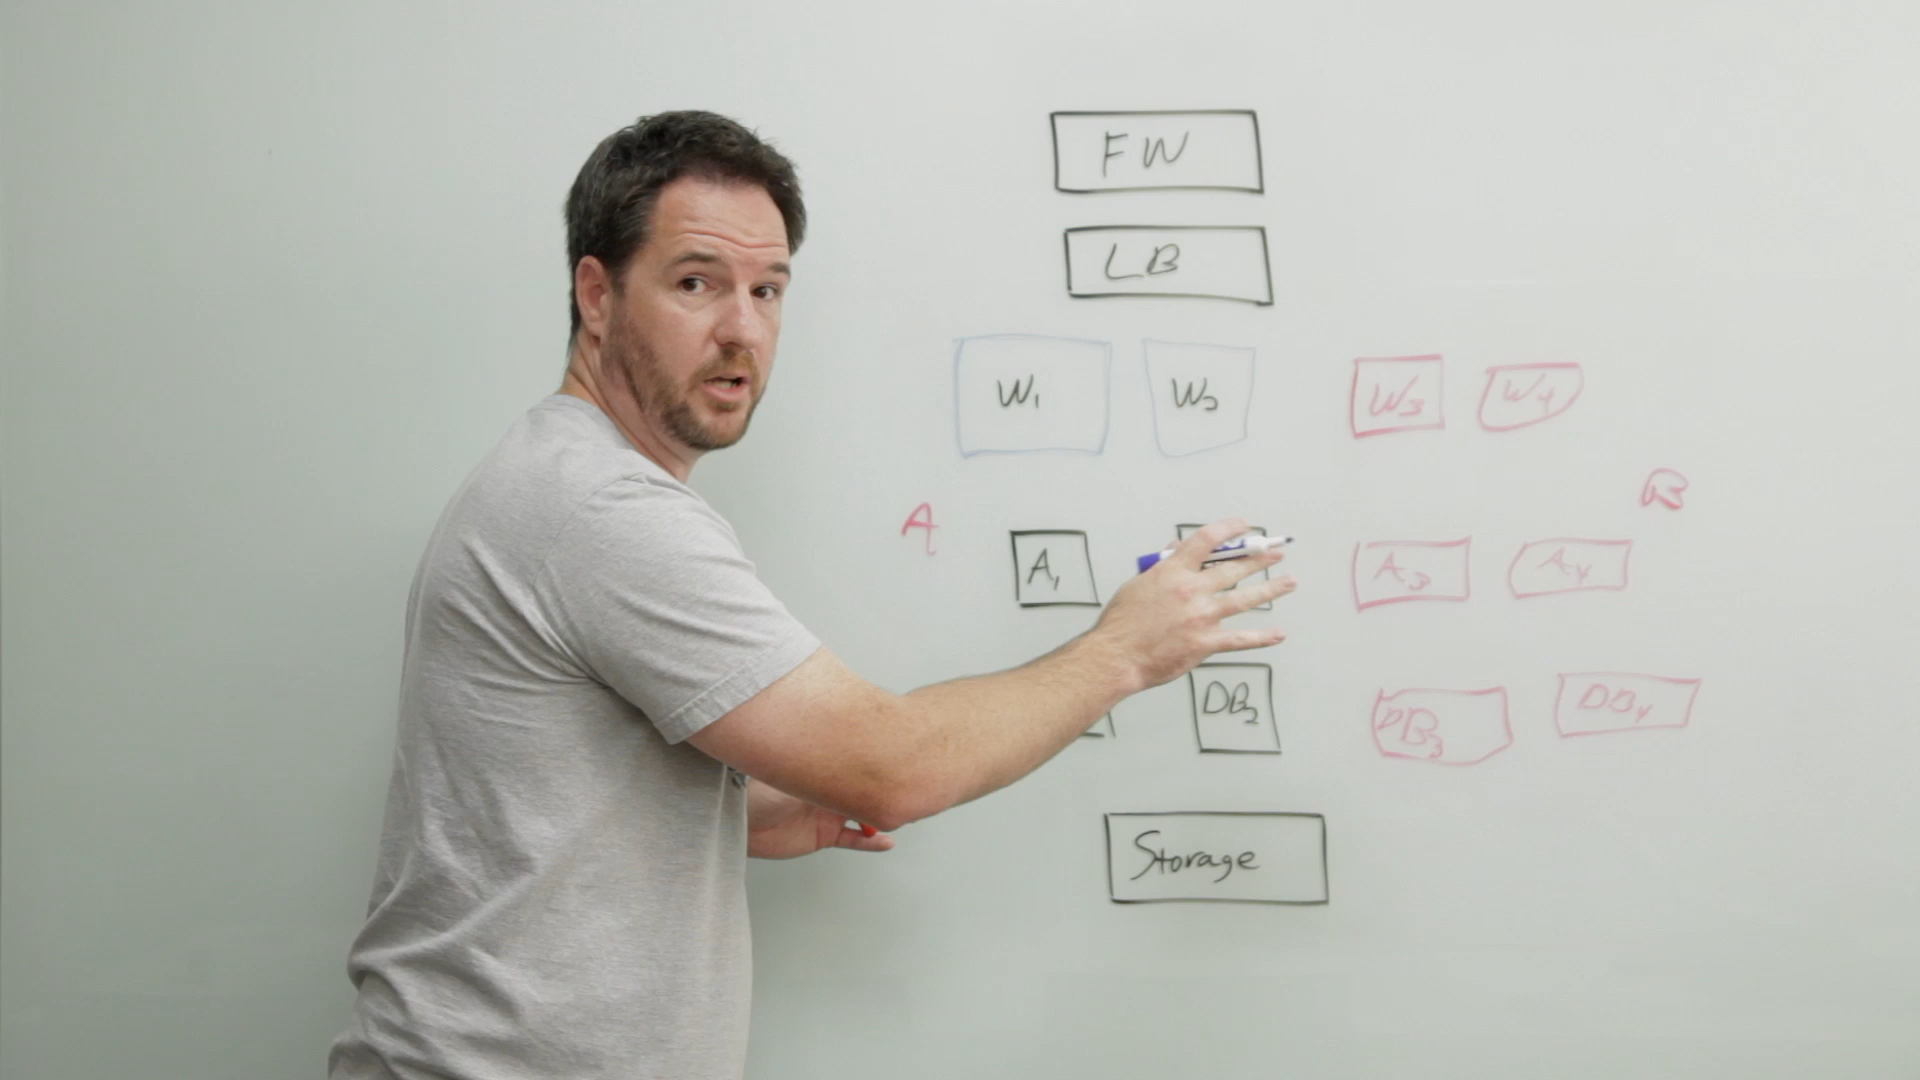 FW
LB
W1 W2 W3 W4
A B
A1 A3 A4
DB2 DB3 DB4
Storage